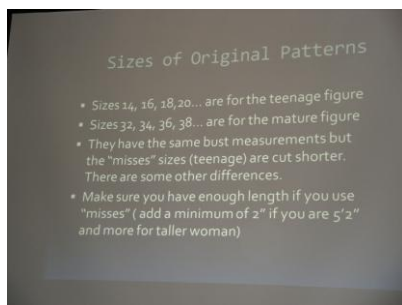 Sizes of Original Patterns
• Sizes 14, 16, 18,20... are for the teenage figure
• Sizes 32, 34, 36, 38... are for the mature figure
• They have the same bust measurements but
the "misses" sizes (teenage) are cut shorter.
There are some other differences.
• Make sure you have enough length if you use
"misses" ( add a minimum of 2" if you are 5'2"
and more for taller woman)